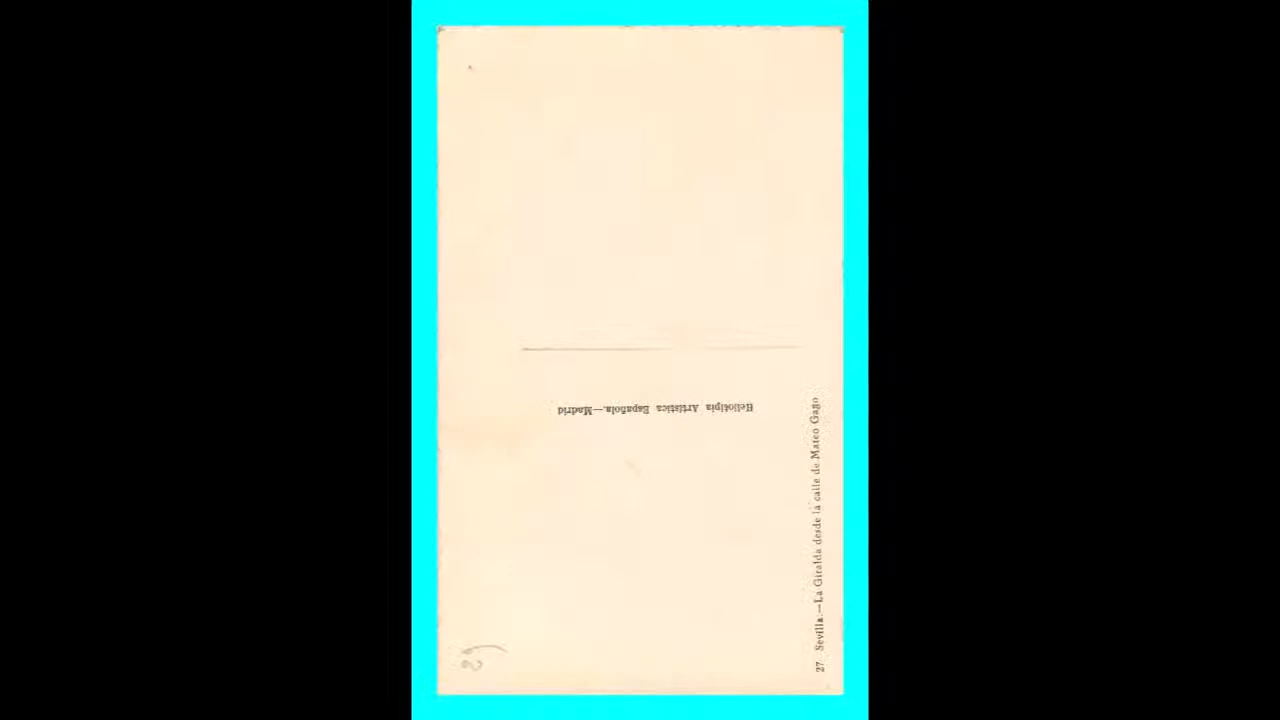 Heliotipia Artística Española.—Madrid
27 Sevilla.—La Giralda desde la calle de Mateo Gago